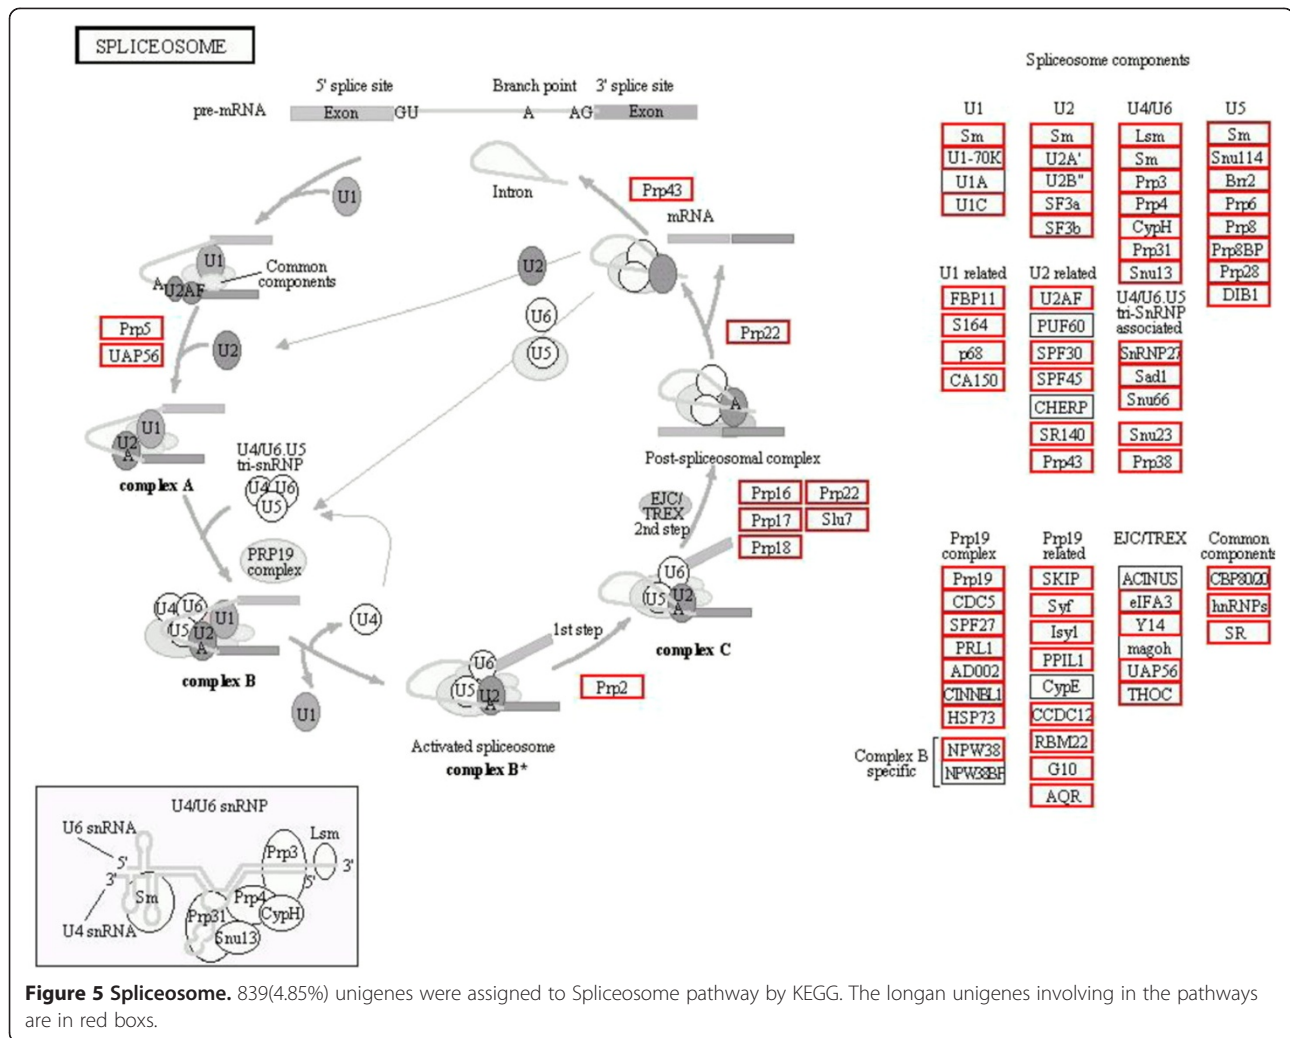 SPLICEOSOME
5' splice site
Branch point
3' splice site
pre-mRNA
Exon
GU
A
AG
Exon
U1
Intron
Prp43
mRNA
U1
Common
components
A
U2AF
U2
U6
U5
Prp5
UAP56
U2
Prp22
U1
U2
A
complex A
U4/U6.U5
tri-snRNP
U4
U6
U5
PRP19
complex
A
Post-spliceosomal complex
EJC/
TREX
2nd step
Prp16
Prp22
Prp17
Slu7
Prp18
U4
U6
U1
U5
U2
A
complex B
U4
U1
U6
U5
U2
A
complex C
1st step
U6
U5
U2
A
Prp2
Activated spliceosome
complex B*
Spliceosome components
U1
Sm
U1-70K
U1A
U1C
U2
Sm
U2A'
U2B"
SF3a
SF3b
U4/U6
Lsm
Sm
Prp3
Prp4
CypH
Prp31
Snu13
U5
Sm
Snu114
Brr2
Prp6
Prp8
Prp8BP
Prp28
DIB1
U1 related
FBP11
S164
p68
CA150
U2 related
U2AF
PUF60
SPF30
SPF45
CHERP
SR140
Prp43
U4/U6.U5
tri-SnRNP
associated
SnRNP27
Sad1
Snu66
Snu23
Prp38
Prp19
complex
Prp19
CDC5
SPF27
PRL1
AD002
CTNNBL1
HSP73
Complex B
specific
NPW38
NPW38BP
Prp19
related
SKIP
Syf
Isy1
PPIL1
CypE
CCDC12
RBM22
G10
AQR
EJC/TREX
ACINUS
eIFA3
Y14
magoh
UAP56
THOC
Common
components
CBP80/20
hnRNPs
SR
U4/U6 snRNP
U6 snRNA
5'
3'
U4 snRNA
Sm
Prp31
Snu13
Prp4
CypH
Prp3
Lsm
5'
3'
Figure 5 Spliceosome. 839(4.85%) unigenes were assigned to Spliceosome pathway by KEGG. The longan unigenes involving in the pathways
are in red boxs.